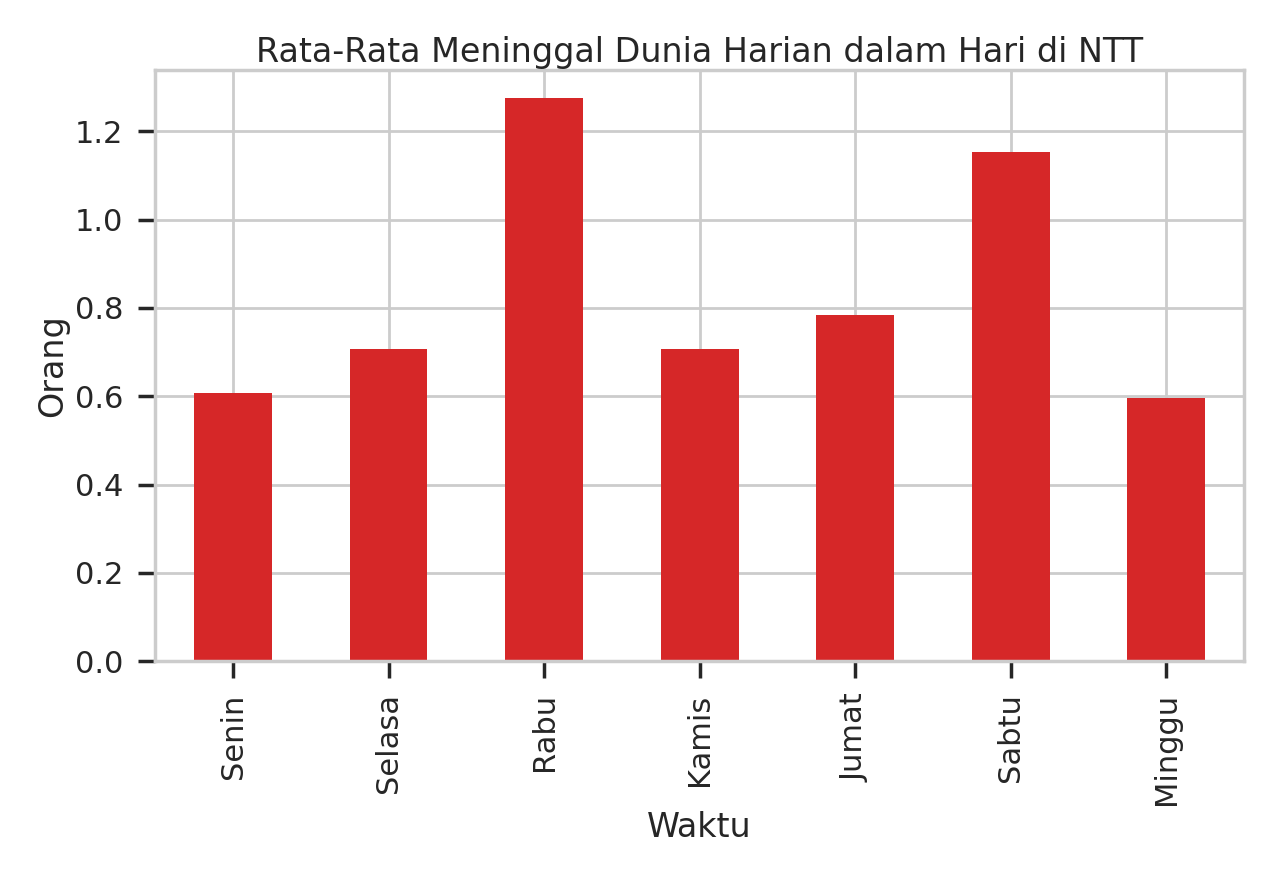 Rata-Rata Meninggal Dunia Harian dalam Hari di NTT
Orang
1.2
1.0
0.8
0.6
0.4
0.2
0.0
Senin
Selasa
Rabu
Kamis
Jumat
Sabtu
Minggu
Waktu